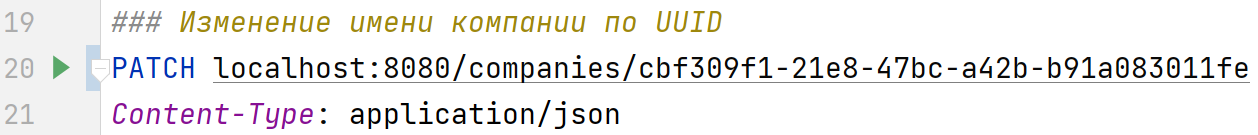 19 ### Изменение имени компании по UUID
20 PATCH localhost:8080/companies/cbf309f1-21e8-47bc-a42b-b91a083011fe
21 Content-Type: application/json